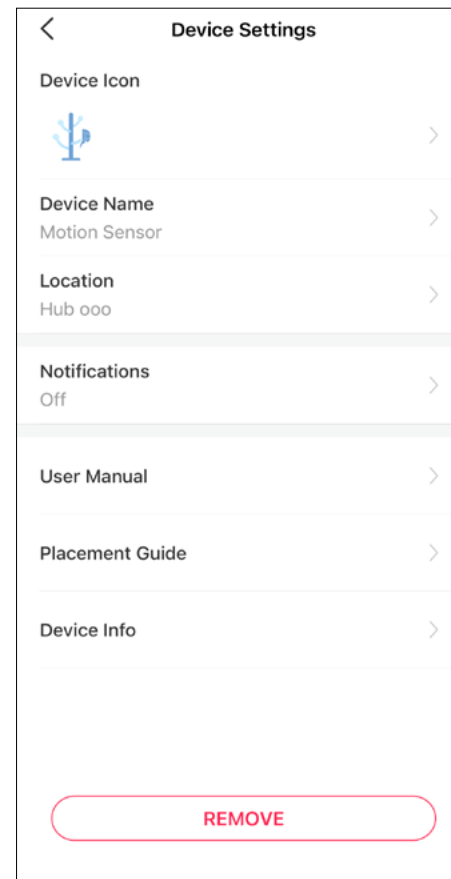 Device Settings
Device Icon
Device Name
Motion Sensor
Location
Hub ooo
Notifications
Off
User Manual
Placement Guide
Device Info
REMOVE